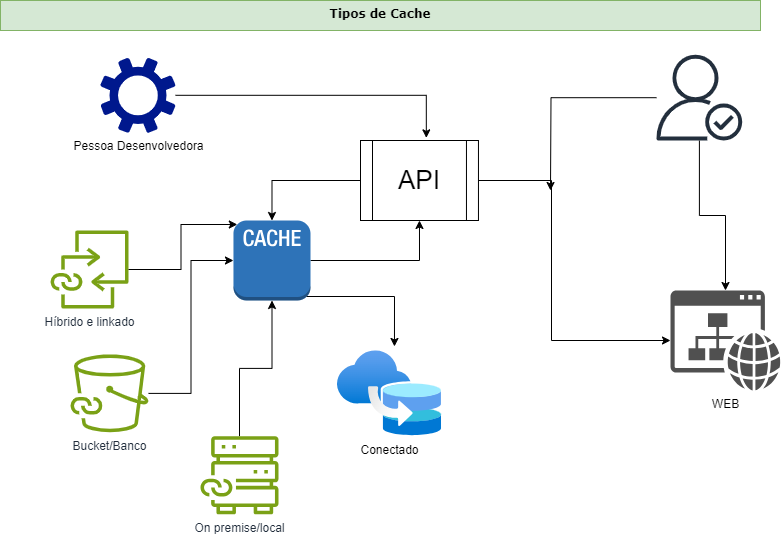 Tipos de Cache
Pessoa Desenvolvedora
API
CACHE
Híbrido e linkado
Bucket/Banco
Conectado
WEB
On premise/local